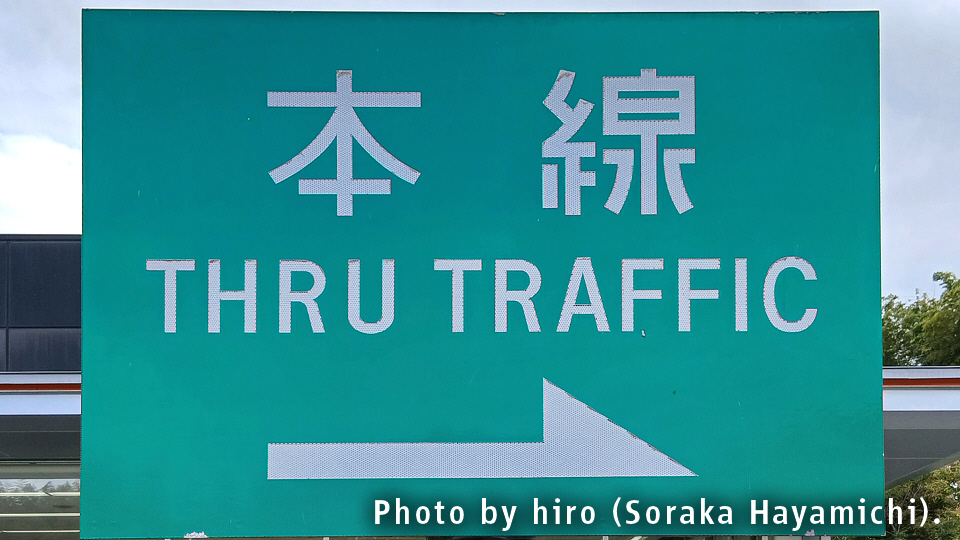 本線
THRU TRAFFIC
Photo by hiro (Soraka Hayamichi).